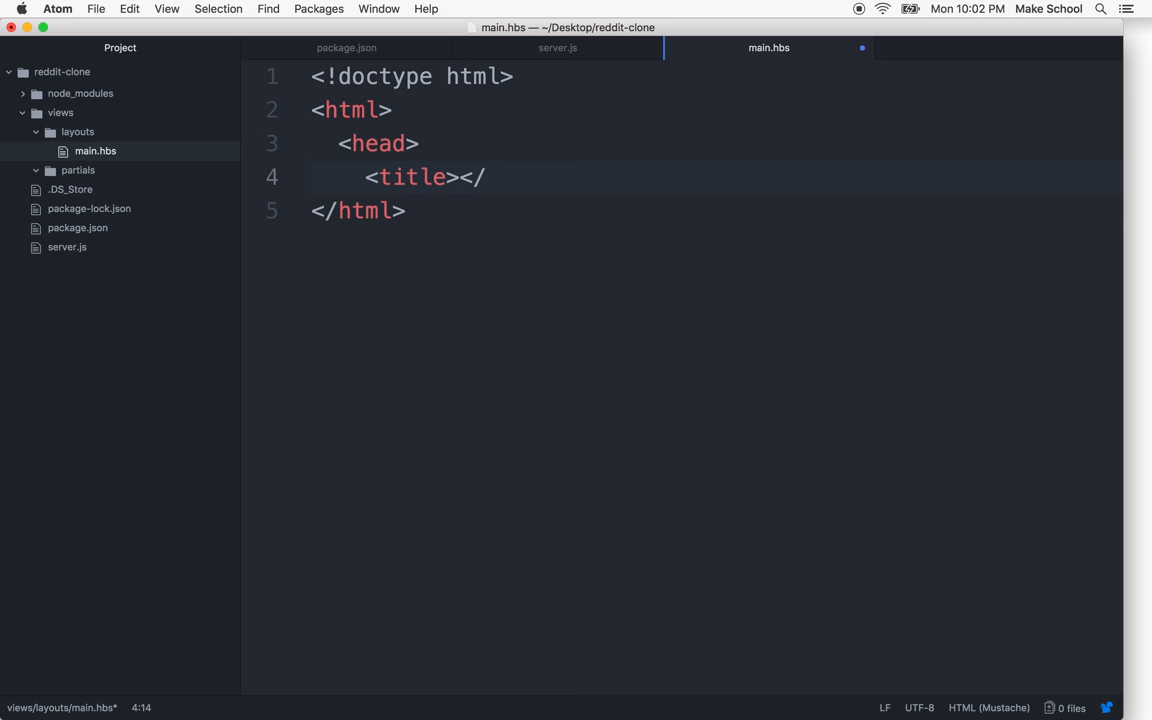 Atom File Edit View Selection Find Packages Window Help Mon 10:02 PM Make School
main.hbs — ~/Desktop/reddit-clone
Project
package.json server.js main.hbs
reddit-clone
node_modules
views
layouts
main.hbs
partials
.DS_Store
package-lock.json
package.json
server.js
1 <!doctype html>
2 <html>
3 <head>
4 <title></
5 </html>
views/layouts/main.hbs* 4:14 LF UTF-8 HTML (Mustache) 0 files